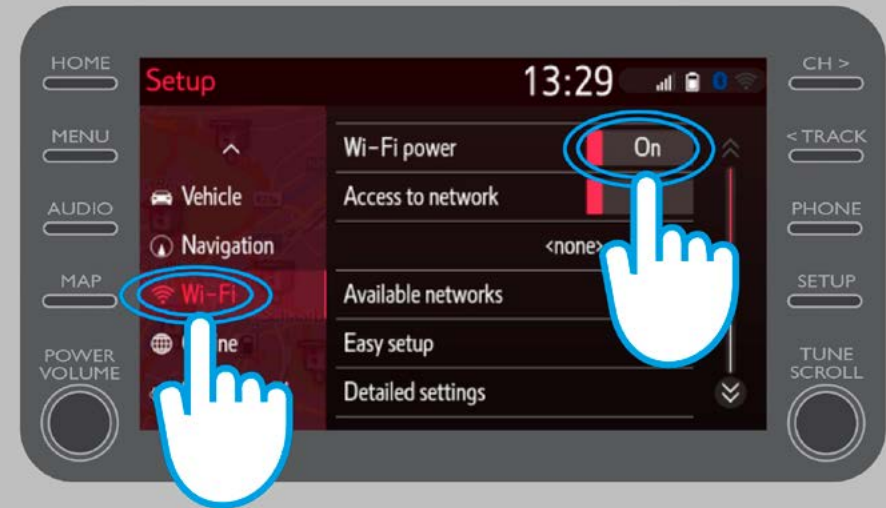 HOME
MENU
AUDIO
MAP
POWER
VOLUME
Setup 13:29
Vehicle
Navigation
Wi-Fi
Wi-Fi power On
Access to network
<none>
Available networks
Easy setup
Detailed settings
CH >
< TRACK
PHONE
SETUP
TUNE
SCROLL